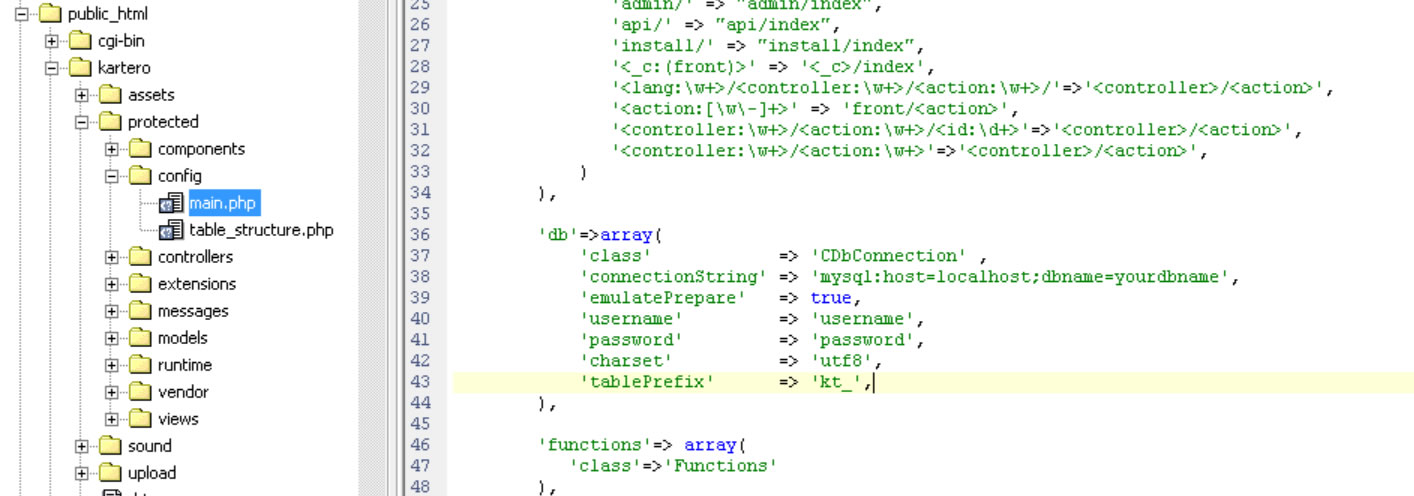 public_html
cgi-bin
kartero
assets
protected
components
config
main.php
table_structure.php
controllers
extensions
messages
models
runtime
vendor
views
sound
upload
25 'admin/' => "admin/index",
26 'api/' => "api/index",
27 'install/' => "install/index",
28 '<_c:(front)>' => '<_c>/index',
29 '<lang:\w+>/<controller:\w+>/<action:\w+>/'=>'<controller>/<action>',
30 '<action:[\w\-]+>' => 'front/<action>',
31 '<controller:\w+>/<action:\w+>/<id:\d+>'=>'<controller>/<action>',
32 '<controller:\w+>/<action:\w+>'=>'<controller>/<action>',
33 )
34 ),
35
36 'db'=>array(
37 'class' => 'CDbConnection' ,
38 'connectionString' => 'mysql:host=localhost;dbname=yourdbname',
39 'emulatePrepare' => true,
40 'username' => 'username',
41 'password' => 'password',
42 'charset' => 'utf8',
43 'tablePrefix' => 'kt_',
44 ),
45
46 'functions'=> array(
47 'class'=>'Functions'
48 ),